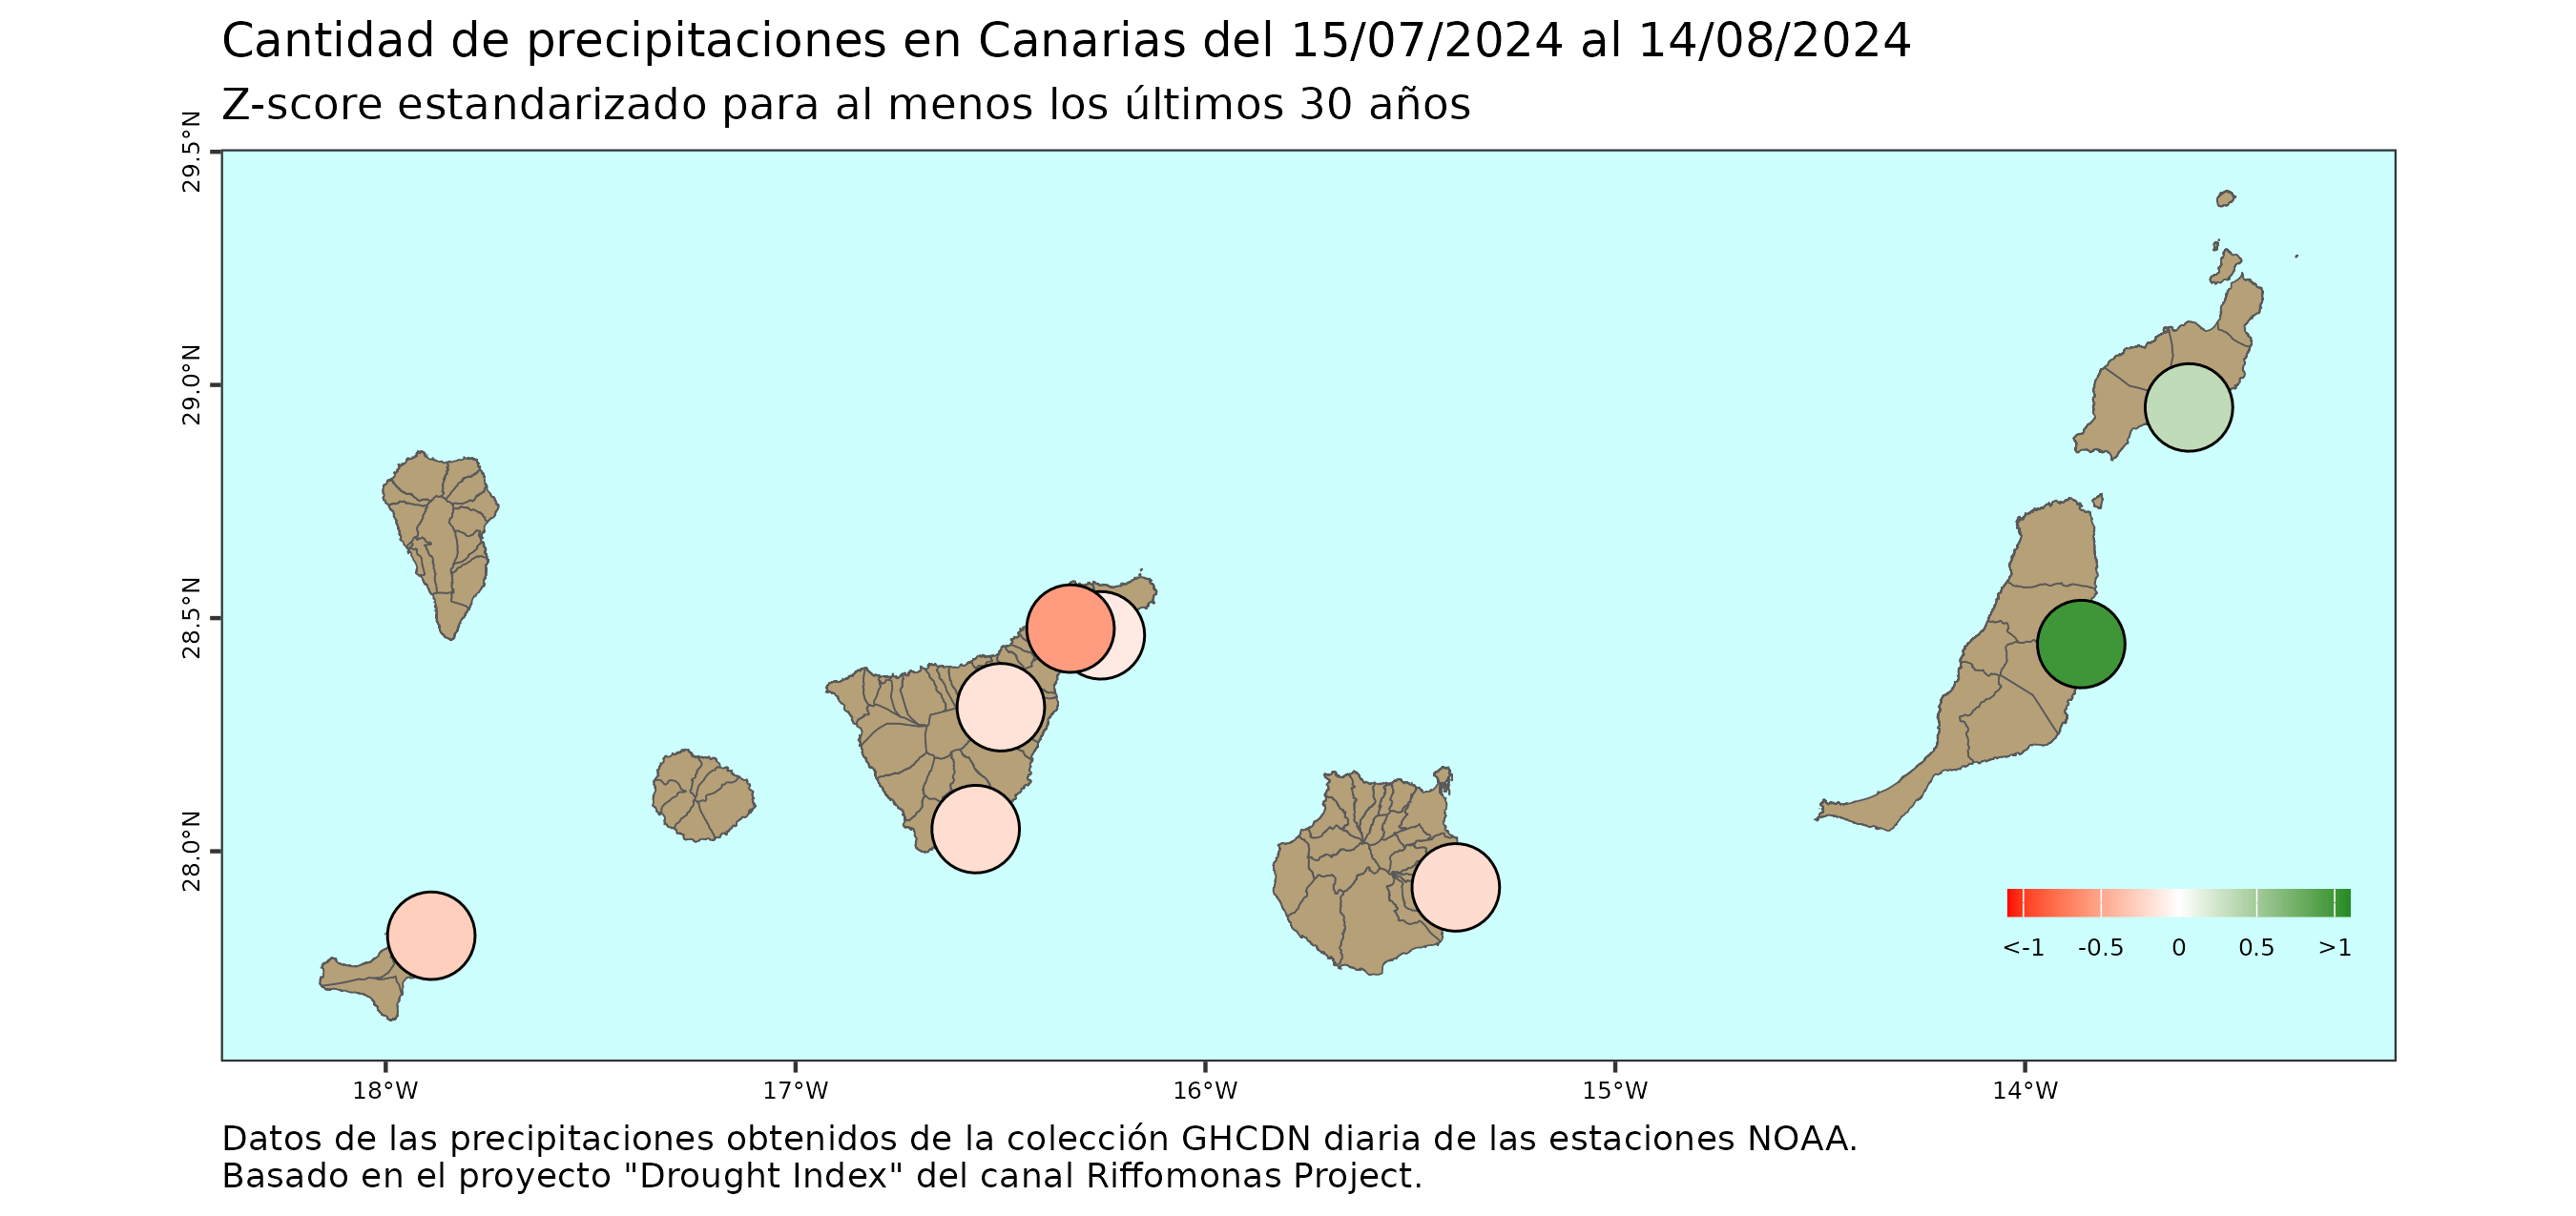 Cantidad de precipitaciones en Canarias del 15/07/2024 al 14/08/2024
Z-score estandarizado para al menos los últimos 30 años
29.5°N
29.0°N
28.5°N
28.0°N
<-1 -0.5 0 0.5 >1
18°W 17°W 16°W 15°W 14°W
Datos de las precipitaciones obtenidos de la colección GHCDN diaria de las estaciones NOAA.
Basado en el proyecto "Drought Index" del canal Riffomonas Project.